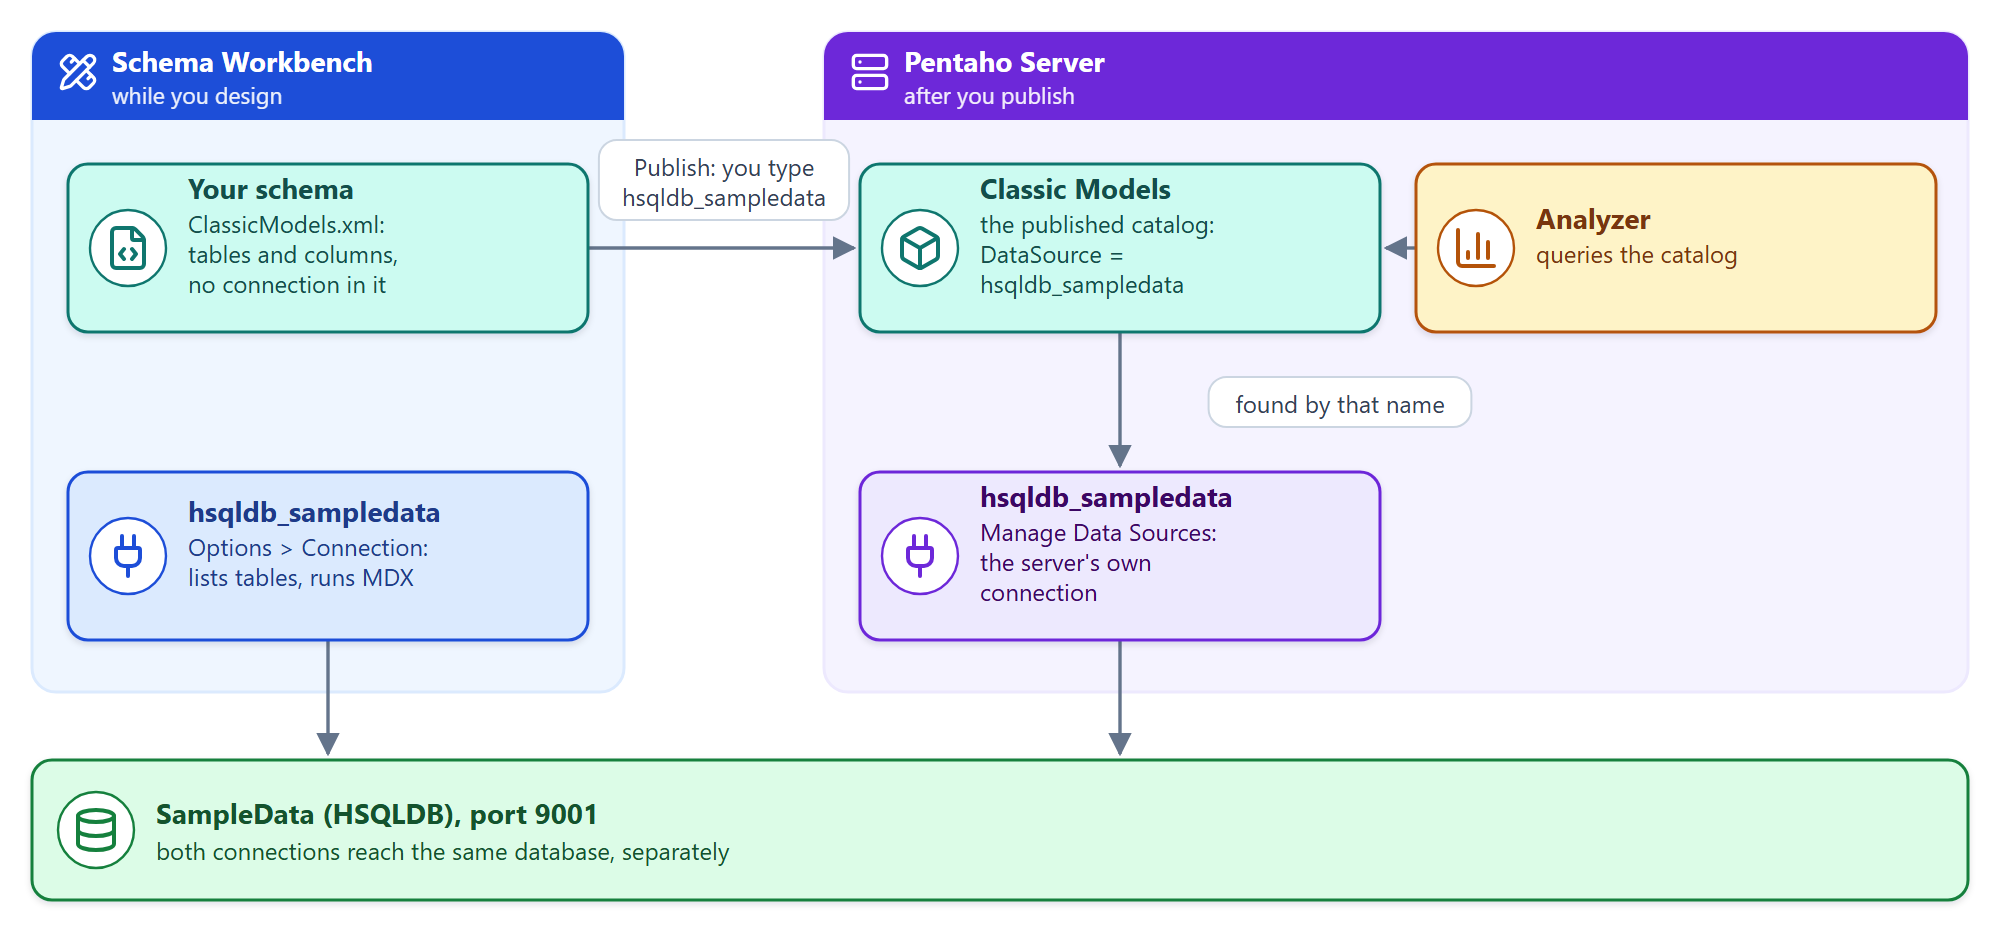 Schema Workbench
while you design
Pentaho Server
after you publish
Your schema
ClassicModels.xml:
tables and columns,
no connection in it
Publish: you type
hsqldb_sampledata
Classic Models
the published catalog:
DataSource =
hsqldb_sampledata
Analyzer
queries the catalog
found by that name
hsqldb_sampledata
Options > Connection:
lists tables, runs MDX
hsqldb_sampledata
Manage Data Sources:
the server's own
connection
SampleData (HSQLDB), port 9001
both connections reach the same database, separately